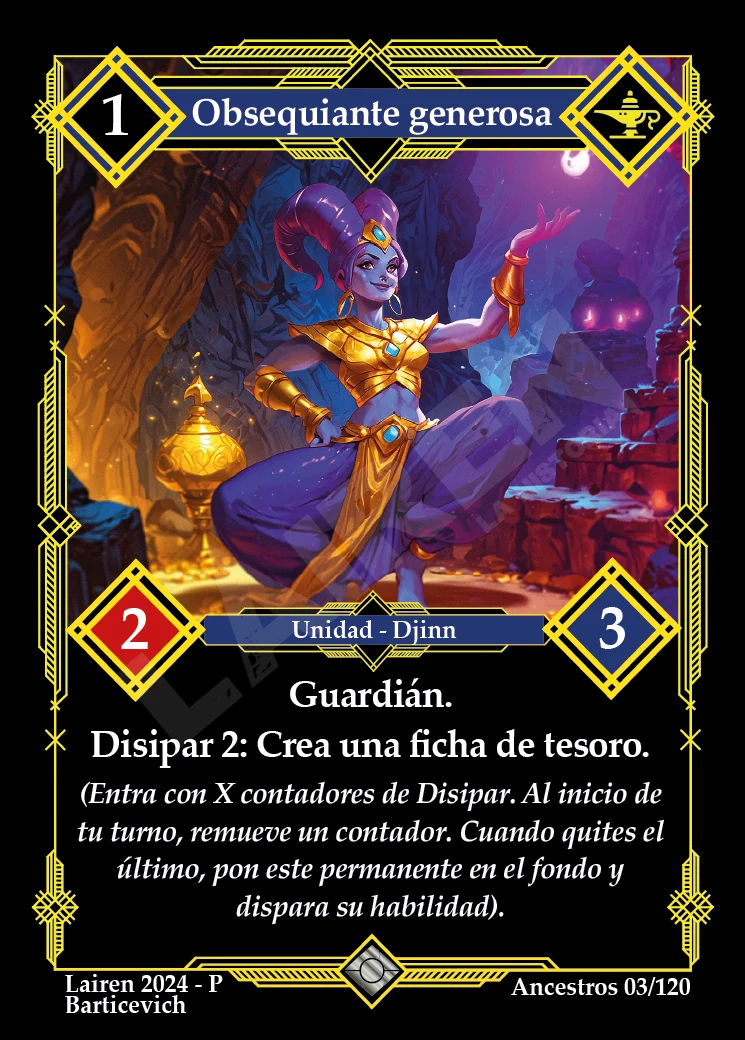 1
Obsequiante generosa
2
Unidad - Djinn
3
Guardián.
Disipar 2: Crea una ficha de tesoro.
(Entra con X contadores de Disipar. Al inicio de
tu turno, remueve un contador. Cuando quites el
último, pon este permanente en el fondo y
dispara su habilidad).
Lairen 2024 - P
Barticevich
Ancestros 03/120
LAIREN